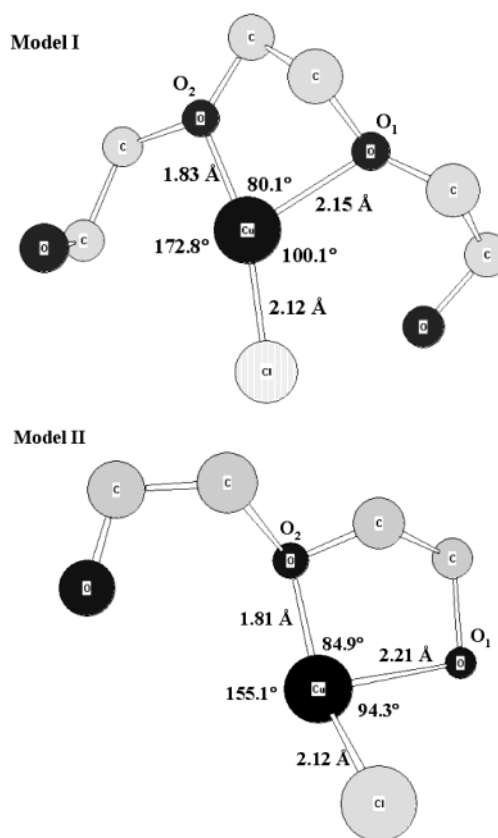 Model I
C
C
O₂
O₁
O
O
C
1.83 Å
80.1°
C
2.15 Å
Cu
O
C
172.8°
100.1°
C
2.12 Å
O
Cl
Model II
C
C
O₂
C
O
C
O
O₁
1.81 Å
84.9°
2.21 Å
O
155.1°
Cu
94.3°
2.12 Å
Cl